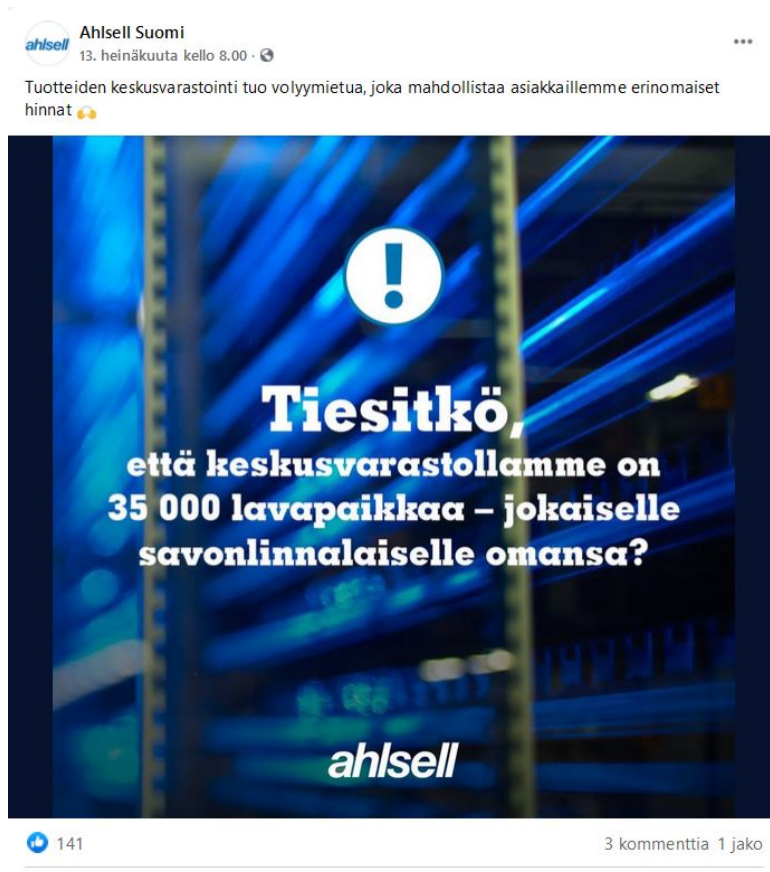 ahlsell
Ahlsell Suomi
13. heinäkuuta kello 8.00 ·
Tuotteiden keskusvarastointi tuo volyymietua, joka mahdollistaa asiakkaillemme erinomaiset
hinnat 🙌
!
Tiesitkö,
että keskusvarastollamme on
35 000 lavapaikkaa – jokaiselle
savonlinnalaiselle omansa?
ahlsell
141
3 kommenttia 1 jako